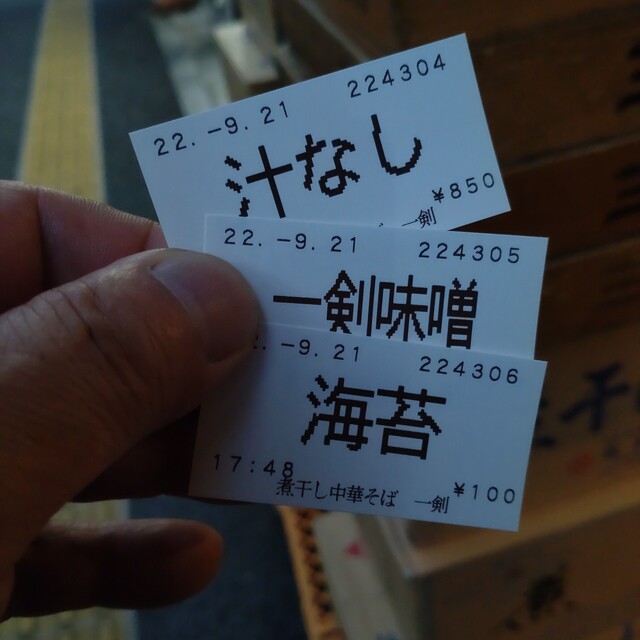 22.-9.21 224304
汁なし
¥850
一剣
22.-9.21 224305
一剣味噌
-9.21 224306
海苔
17:48 ¥100
煮干し中華そば 一剣